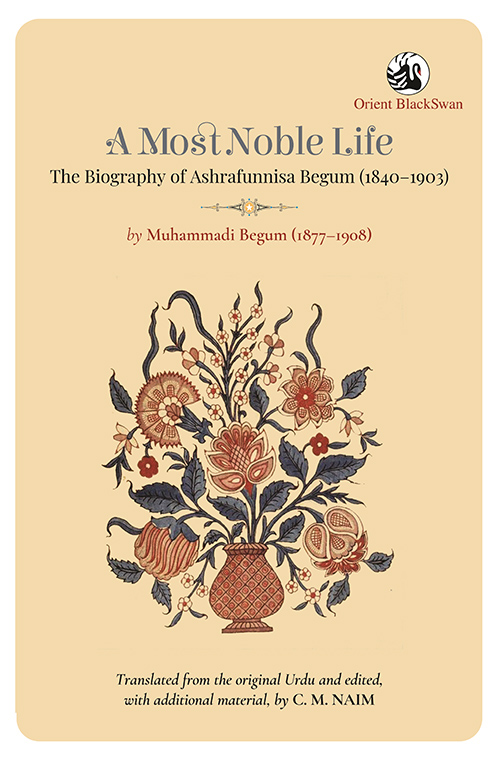 Orient BlackSwan
A Most Noble Life
The Biography of Ashrafunnisa Begum (1840–1903)
by Muhammadi Begum (1877–1908)
Translated from the original Urdu and edited,
with additional material, by C. M. NAIM